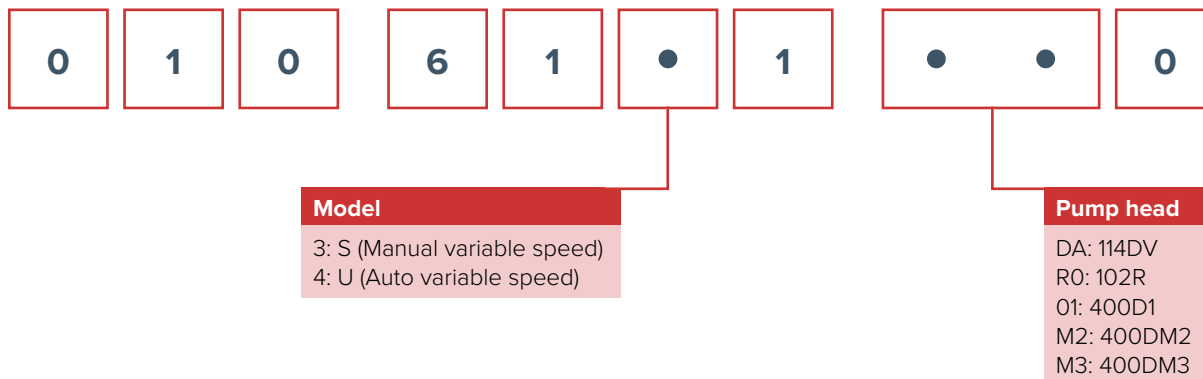 0 1 0 6 1 • 1 • • 0
Model
3: S (Manual variable speed)
4: U (Auto variable speed)
Pump head
DA: 114DV
R0: 102R
01: 400D1
M2: 400DM2
M3: 400DM3